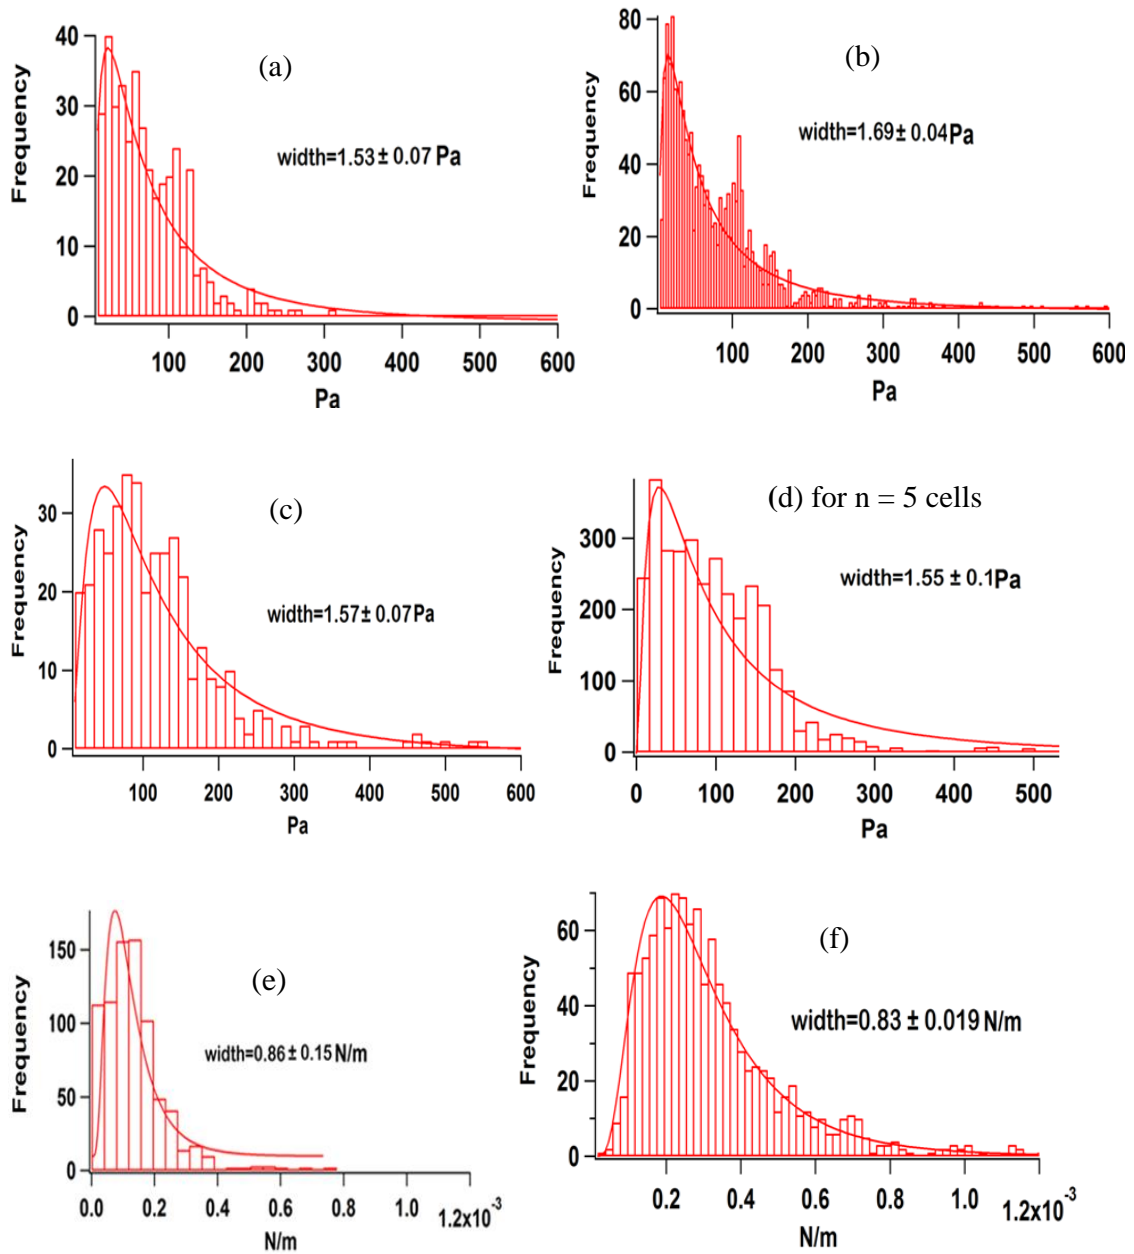 (a)
width=1.53 ± 0.07 Pa
Frequency
40
30
20
10
0
100 200 300 400 500 600
Pa
(b)
width=1.69 ± 0.04 Pa
Frequency
80
60
40
20
0
100 200 300 400 500 600
Pa
(c)
width=1.57 ± 0.07 Pa
Frequency
30
20
10
0
100 200 300 400 500 600
Pa
(d) for n = 5 cells
width=1.55 ± 0.1 Pa
Frequency
300
200
100
0
0 100 200 300 400 500
Pa
(e)
width=0.86 ± 0.15 N/m
Frequency
150
100
50
0
0.0 0.2 0.4 0.6 0.8 1.0 1.2x10⁻³
N/m
(f)
width=0.83 ± 0.019 N/m
Frequency
60
40
20
0
0.2 0.4 0.6 0.8 1.0 1.2x10⁻³
N/m